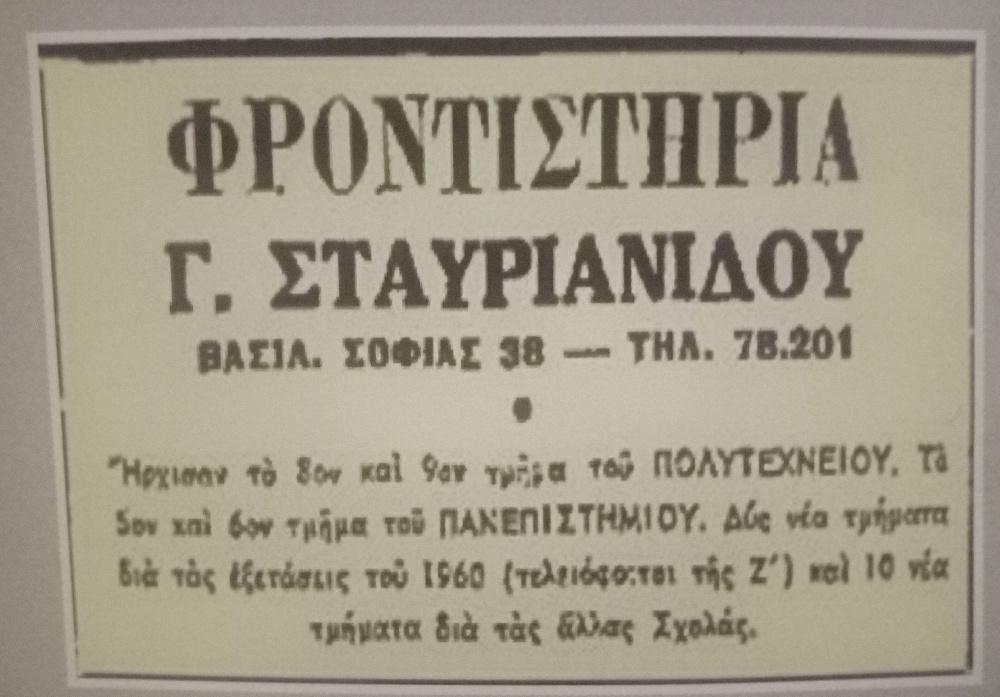 ΦΡΟΝΤΙΣΤΗΡΙΑ
Γ. ΣΤΑΥΡΙΑΝΙΔΟΥ
ΒΑΣΙΛ. ΣΟΦΙΑΣ 38 — ΤΗΛ. 78.201
•
Ἤρχισαν τὸ 8ον καὶ 9ον τμῆμα τοῦ ΠΟΛΥΤΕΧΝΕΙΟΥ. Τὸ
5ον καὶ 6ον τμῆμα τοῦ ΠΑΝΕΠΙΣΤΗΜΙΟΥ. Δύο νέα τμήματα
διὰ τὰς ἐξετάσεις τοῦ 1960 (τελειόφοιτοι τῆς Ζ′) καὶ 10 νέα
τμήματα διὰ τὰς ἄλλας Σχολάς.